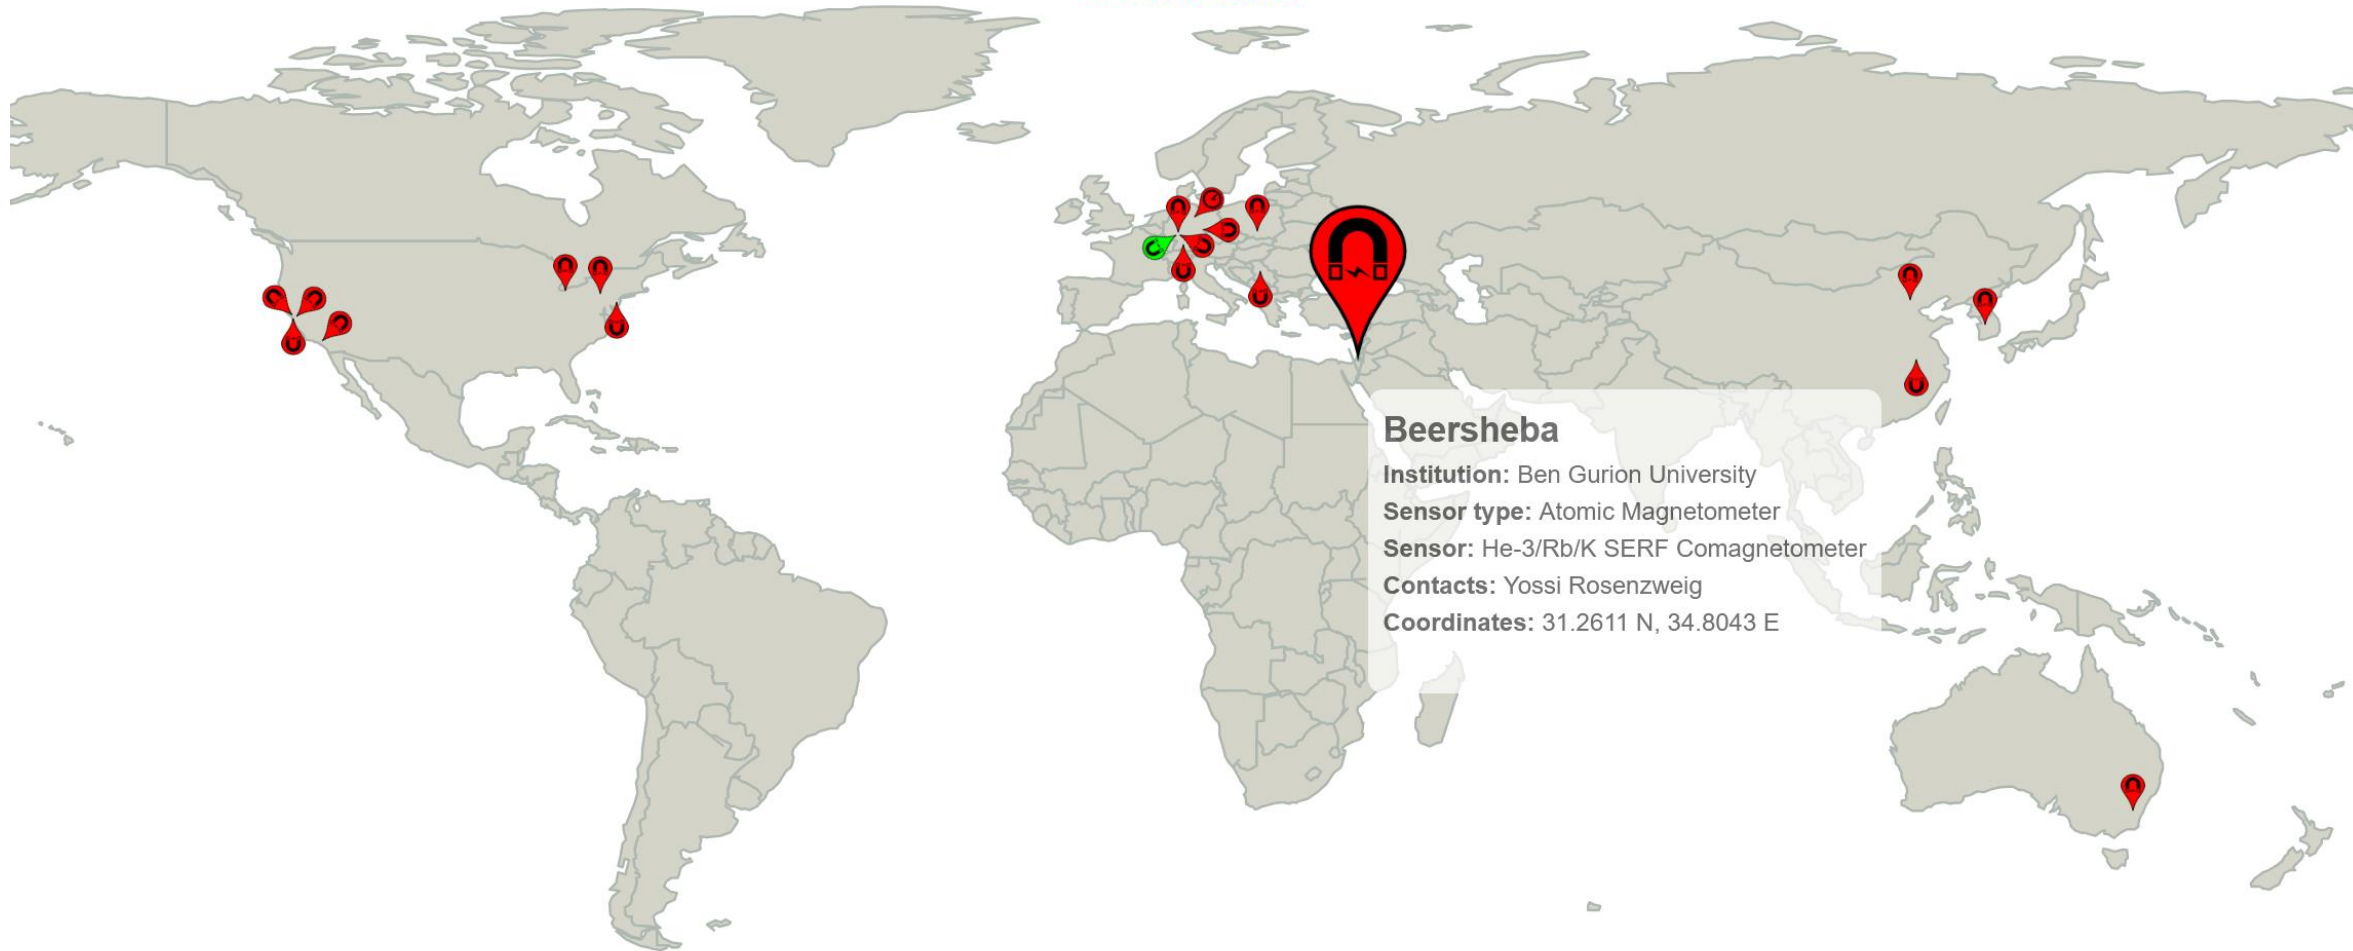 Beersheba
Institution: Ben Gurion University
Sensor type: Atomic Magnetometer
Sensor: He-3/Rb/K SERF Comagnetometer
Contacts: Yossi Rosenzweig
Coordinates: 31.2611 N, 34.8043 E